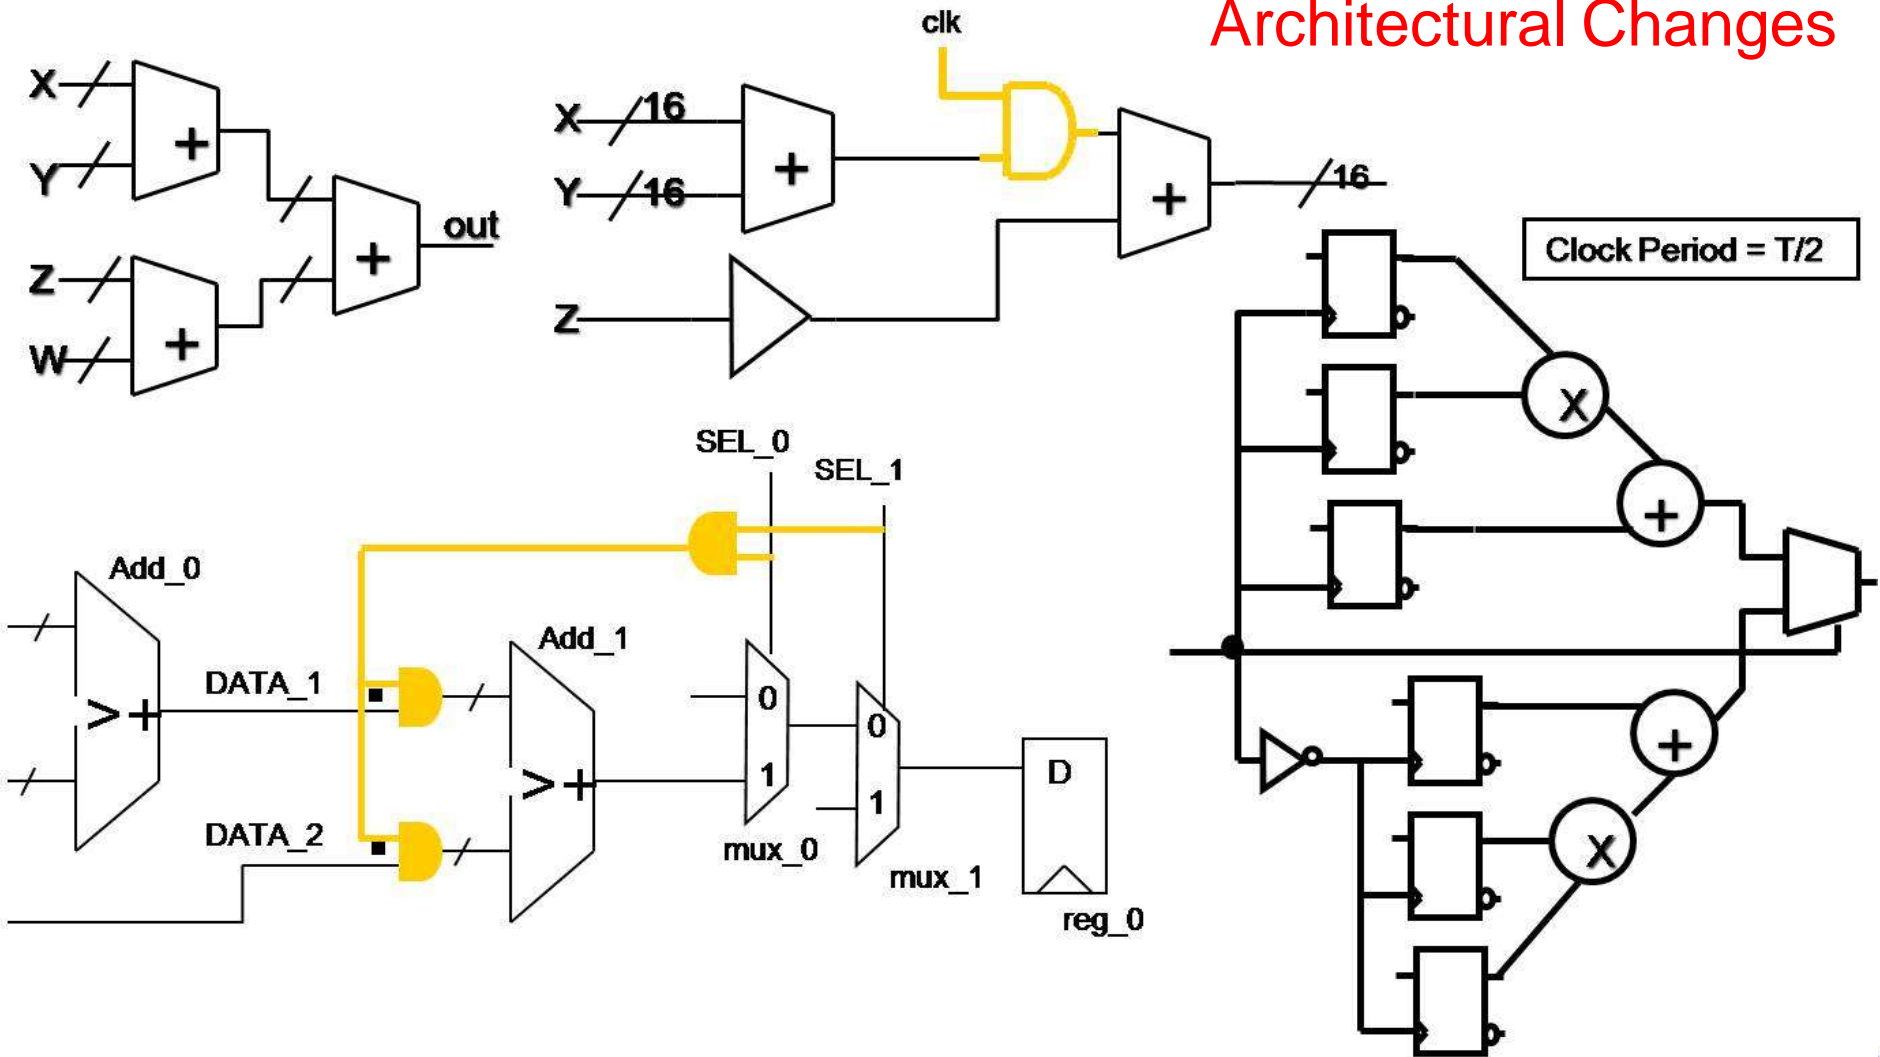 Architectural Changes
clk
X
Y
+
Z
W
+
+
out
X 16
Y 16
+
Z
+
16
Clock Period = T/2
X
+
+
X
SEL_0
SEL_1
Add_0
> +
DATA_1
DATA_2
Add_1
> +
0
1
mux_0
0
1
mux_1
D
reg_0